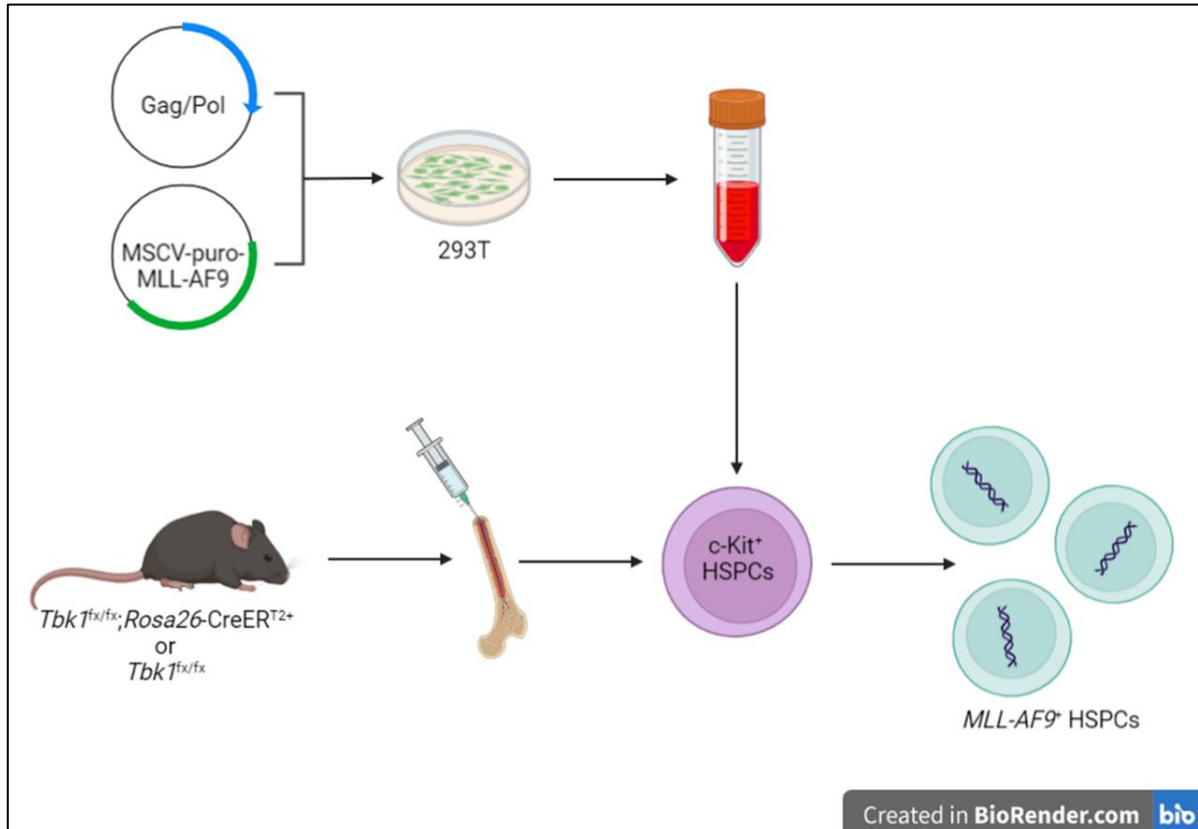 Gag/Pol
MSCV-puro-
MLL-AF9
293T
Tbk1fx/fx;Rosa26-CreERT2+
or
Tbk1fx/fx
c-Kit+
HSPCs
MLL-AF9+ HSPCs
Created in BioRender.com bio